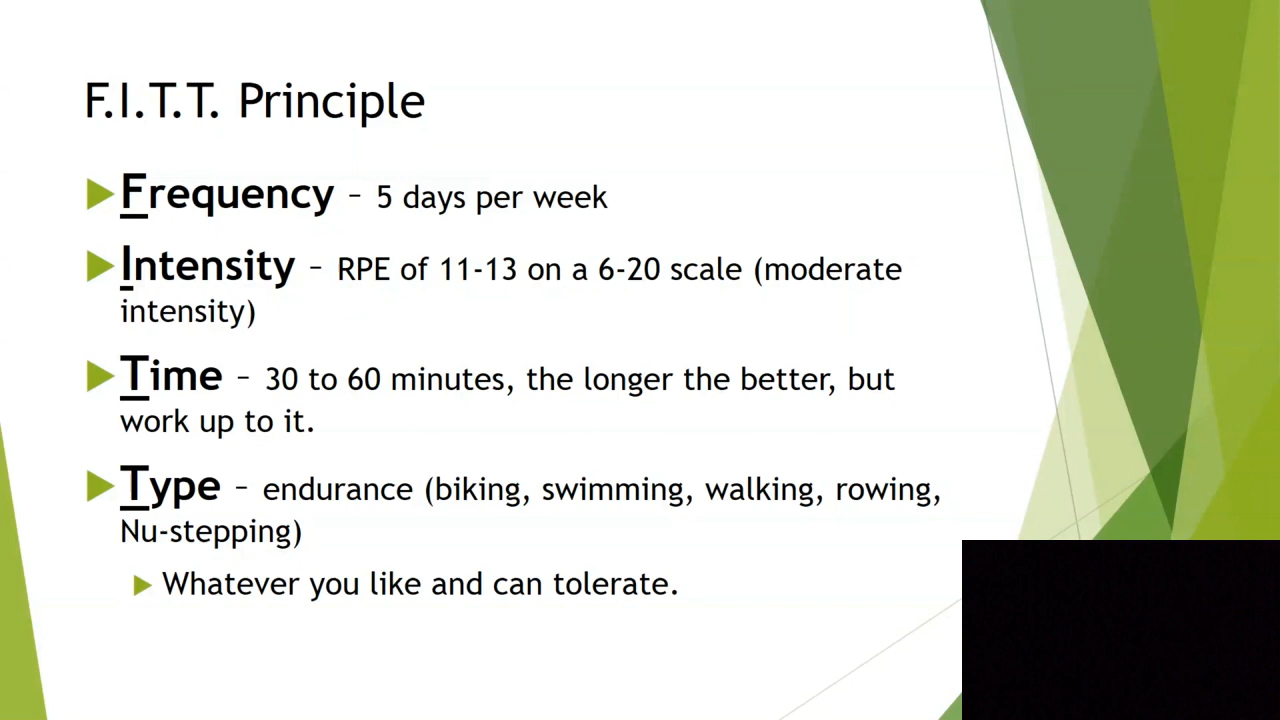 F.I.T.T. Principle
Frequency – 5 days per week
Intensity – RPE of 11-13 on a 6-20 scale (moderate
intensity)
Time – 30 to 60 minutes, the longer the better, but
work up to it.
Type – endurance (biking, swimming, walking, rowing,
Nu-stepping)
Whatever you like and can tolerate.